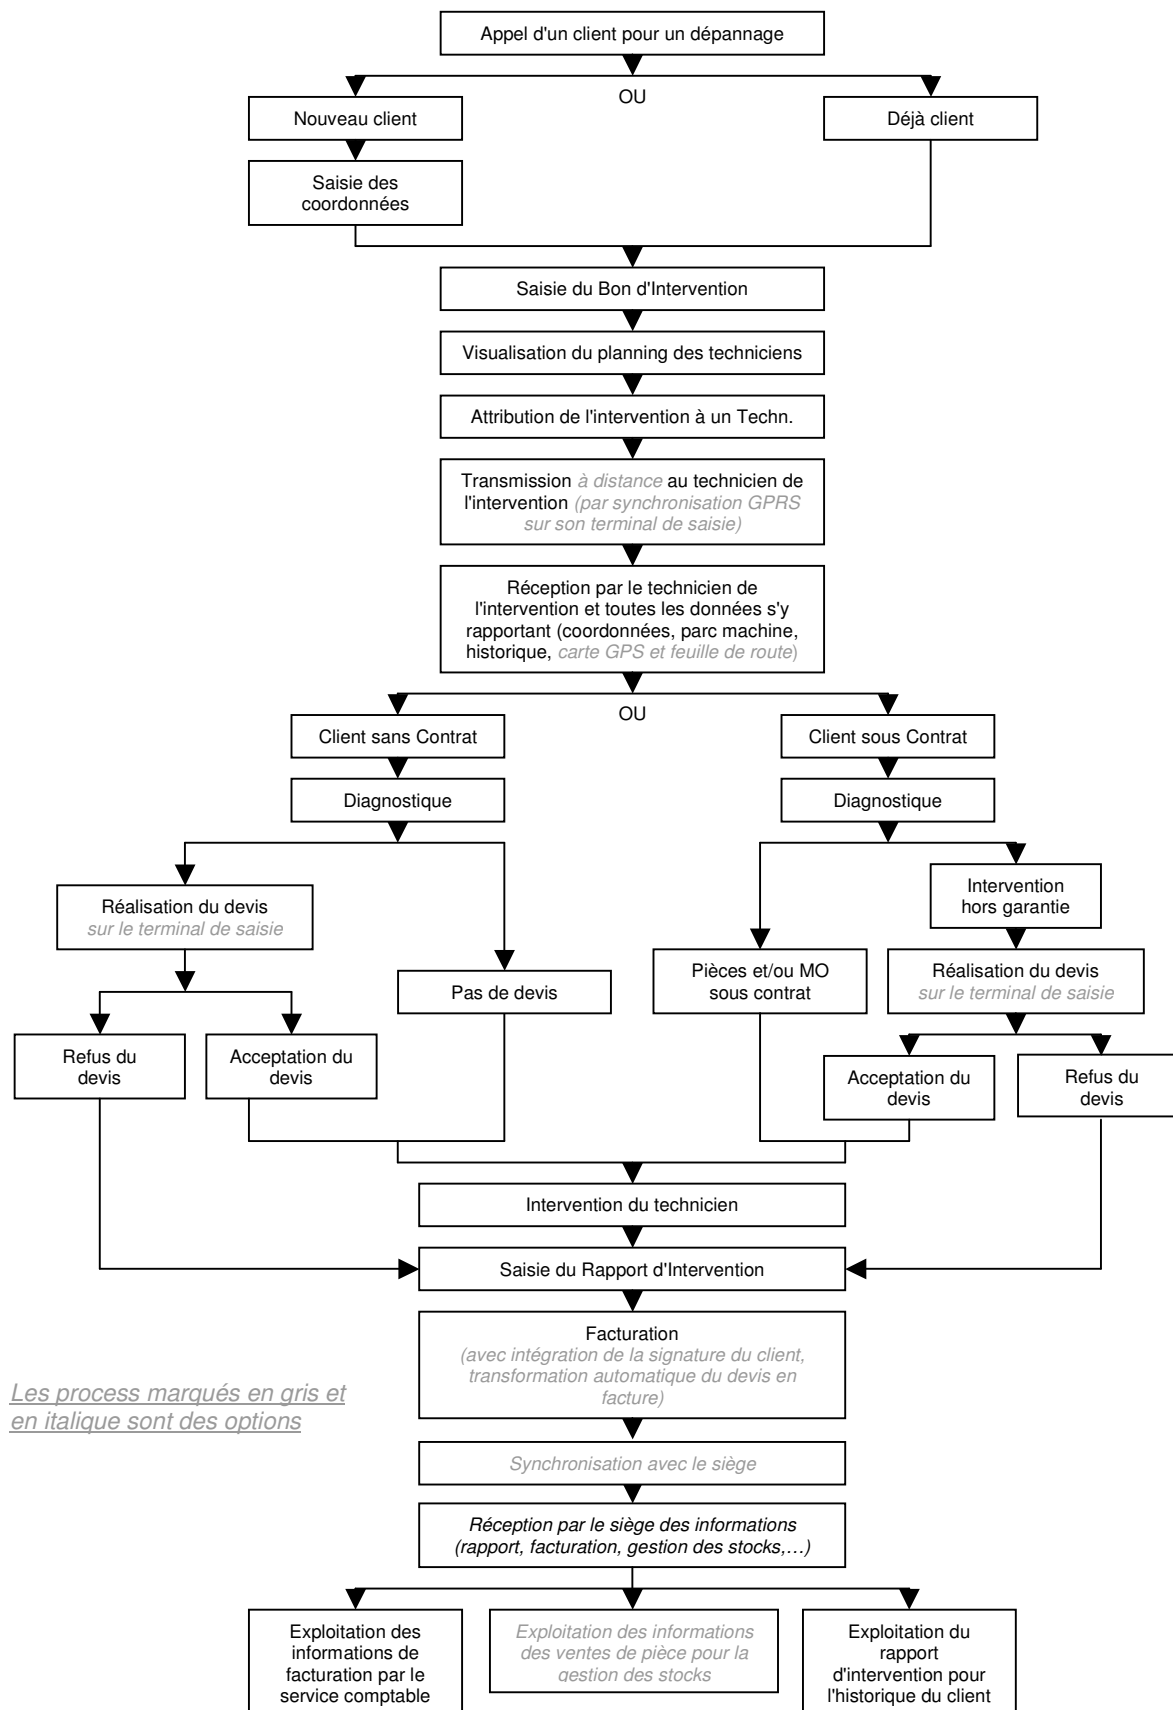 Appel d'un client pour un dépannage
OU
Nouveau client
Déjà client
Saisie des
coordonnées
Saisie du Bon d'Intervention
Visualisation du planning des techniciens
Attribution de l'intervention à un Techn.
Transmission à distance au technicien de
l'intervention (par synchronisation GPRS
sur son terminal de saisie)
Réception par le technicien de
l'intervention et toutes les données s'y
rapportant (coordonnées, parc machine,
historique, carte GPS et feuille de route)
OU
Client sans Contrat
Client sous Contrat
Diagnostique
Diagnostique
Réalisation du devis
sur le terminal de saisie
Pas de devis
Intervention
hors garantie
Pièces et/ou MO
sous contrat
Réalisation du devis
sur le terminal de saisie
Refus du
devis
Acceptation du
devis
Acceptation du
devis
Refus du
devis
Intervention du technicien
Saisie du Rapport d'Intervention
Facturation
(avec intégration de la signature du client,
transformation automatique du devis en
facture)
Les process marqués en gris et
en italique sont des options
Synchronisation avec le siège
Réception par le siège des informations
(rapport, facturation, gestion des stocks,…)
Exploitation des
informations de
facturation par le
service comptable
Exploitation des informations
des ventes de pièce pour la
gestion des stocks
Exploitation du
rapport
d'intervention pour
l'historique du client